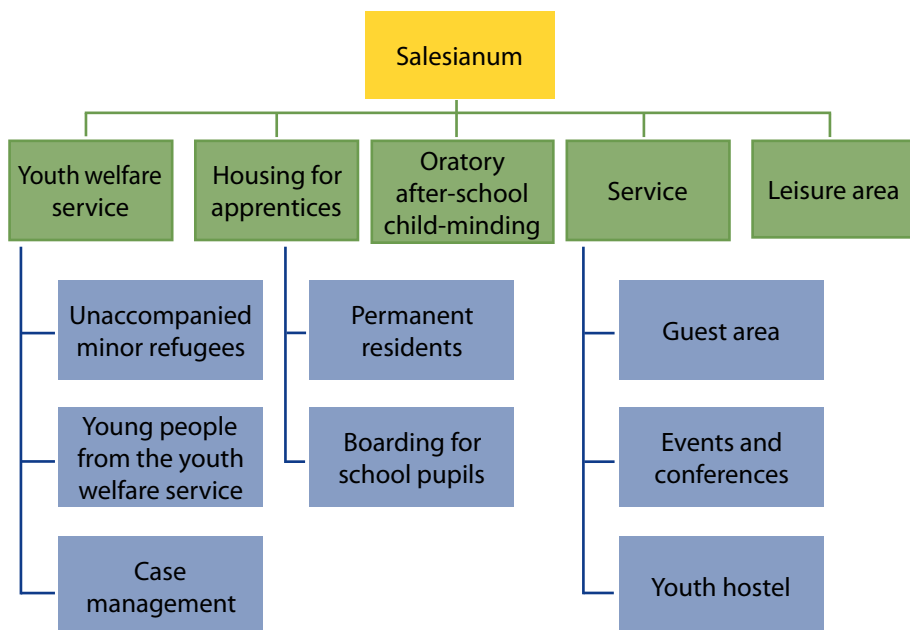 Salesianum
Youth welfare
service
Housing for
apprentices
Oratory
after-school
child-minding
Service
Leisure area
Unaccompanied
minor refugees
Young people
from the youth
welfare service
Case
management
Permanent
residents
Boarding for
school pupils
Guest area
Events and
conferences
Youth hostel